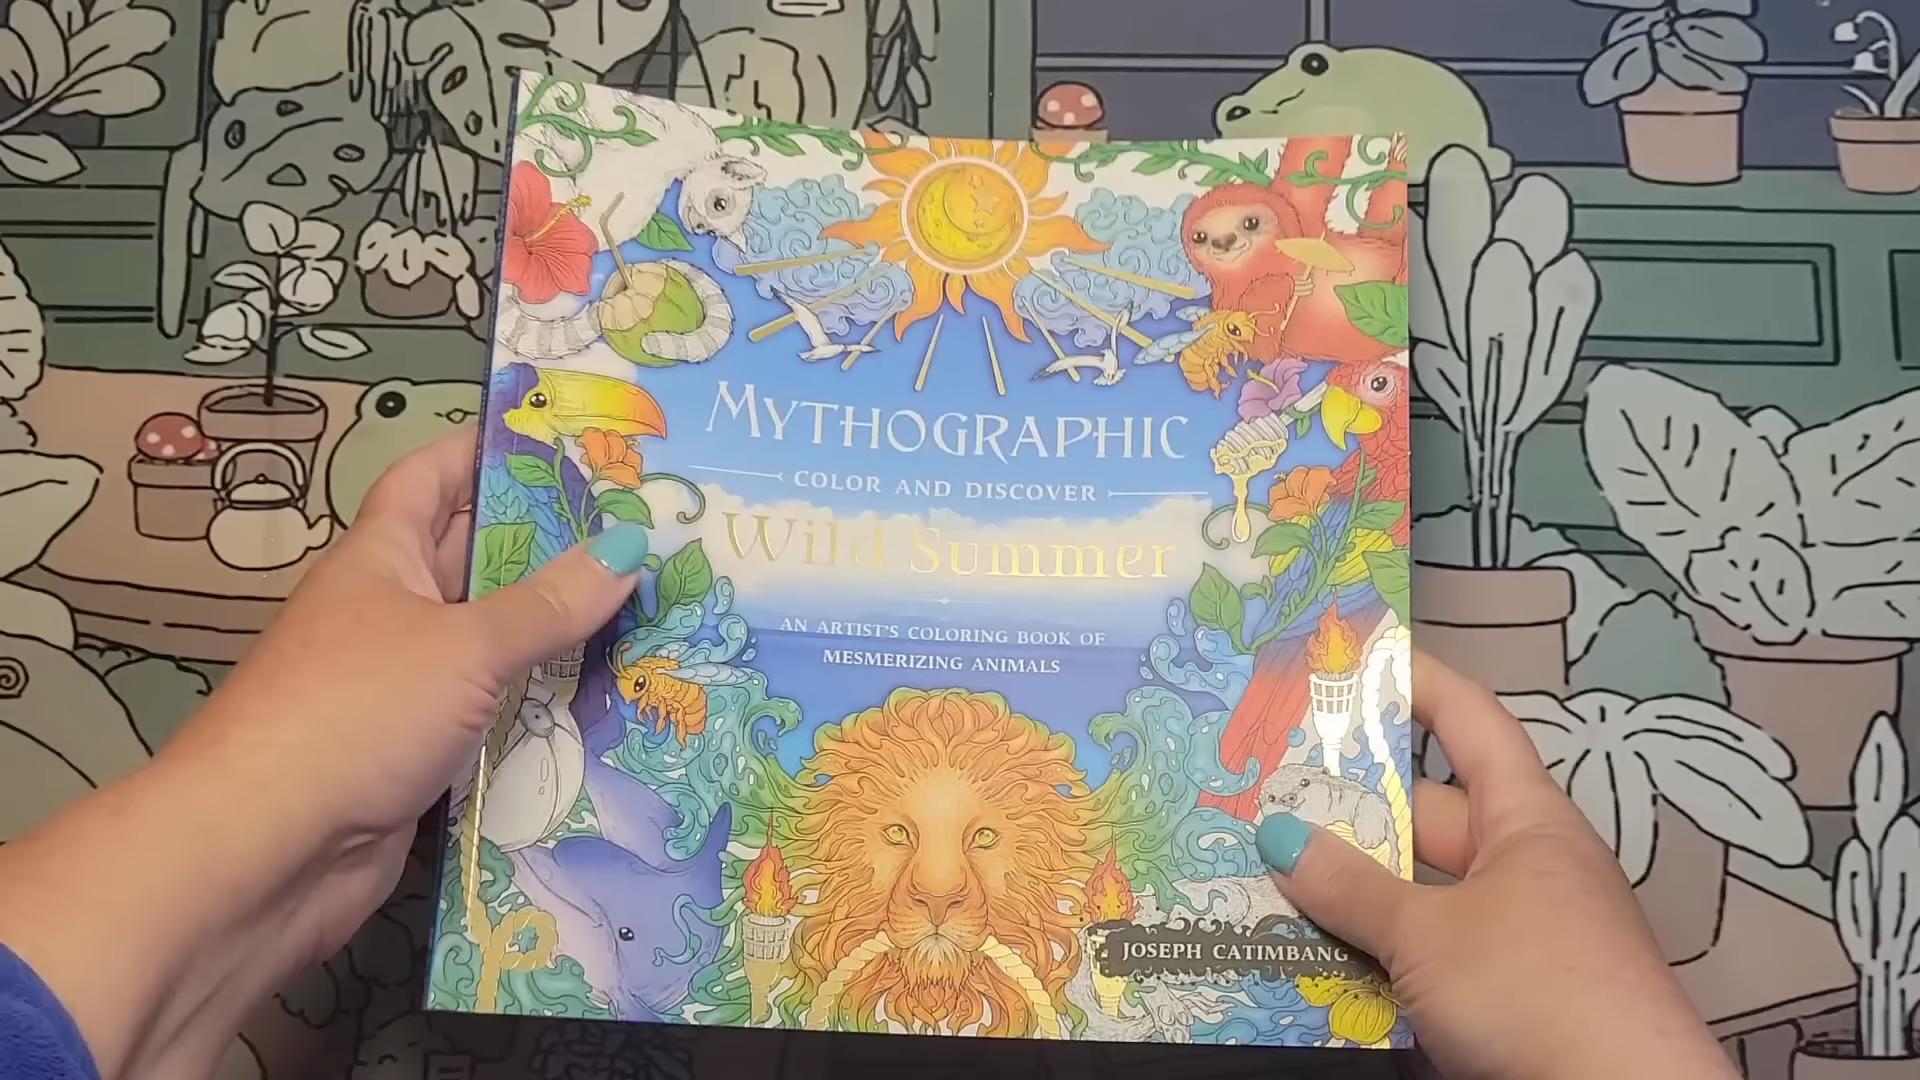 MYTHOGRAPHIC
COLOR AND DISCOVER
Wild Summer
AN ARTIST'S COLORING BOOK OF
MESMERIZING ANIMALS
JOSEPH CATIMBANG